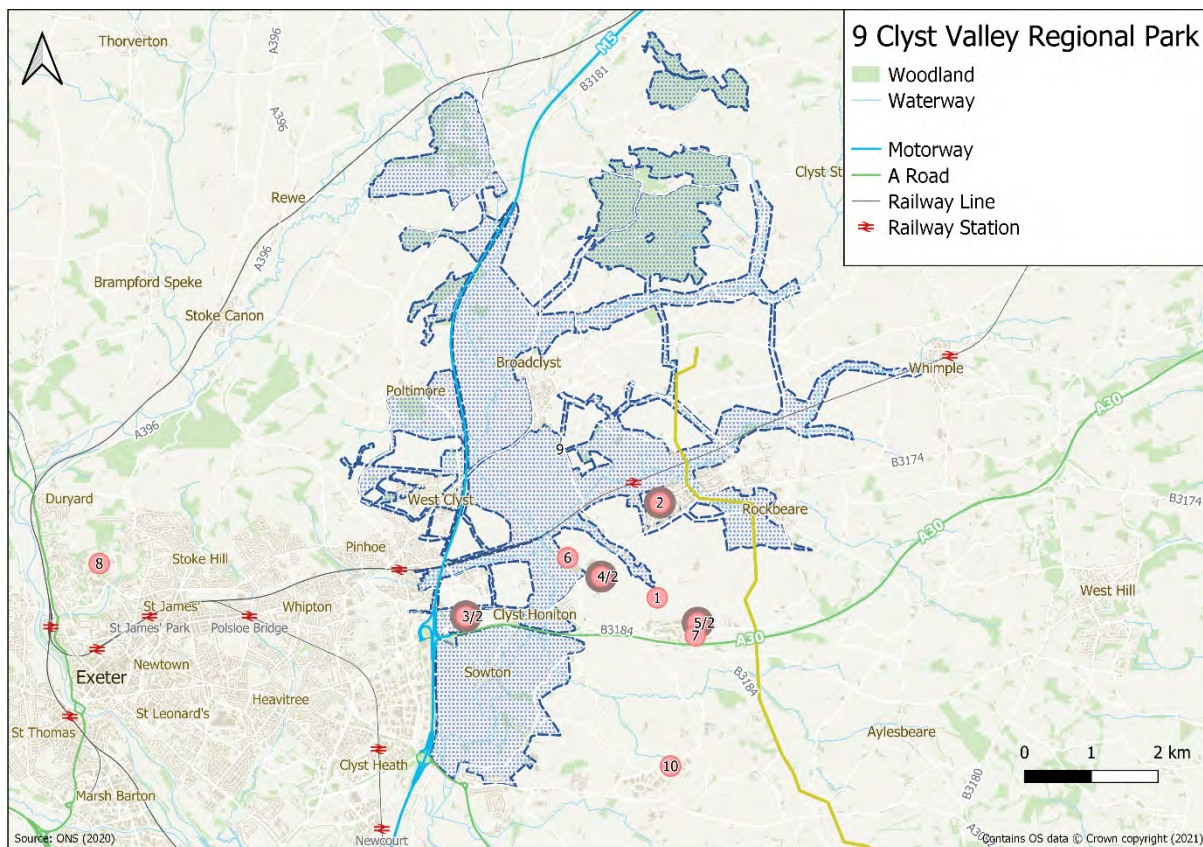 9 Clyst Valley Regional Park
Woodland
Waterway
Motorway
A Road
Railway Line
Railway Station
Thorverton
A396
M5
B3181
A396
Clyst St
Rewe
A396
Brampford Speke
Stoke Canon
Broadclyst
Whimple
Poltimore
A30
A396
9
B3174
Duryard
West Clyst
2
Rockbeare
B3174
A30
Pinhoe
Stoke Hill
8
6
4/2
West Hill
1
St James'
Whipton
3/2
Clyst Honiton
5/2
St James' Park
Polsloe Bridge
B3184
7
A30
Newtown
Exeter
Heavitree
Sowton
B3184
St Leonard's
St Thomas
Aylesbeare
0 1 2 km
Clyst Heath
10
Marsh Barton
B3180
Newcourt
Source: ONS (2020)
Contains OS data © Crown copyright (2021)